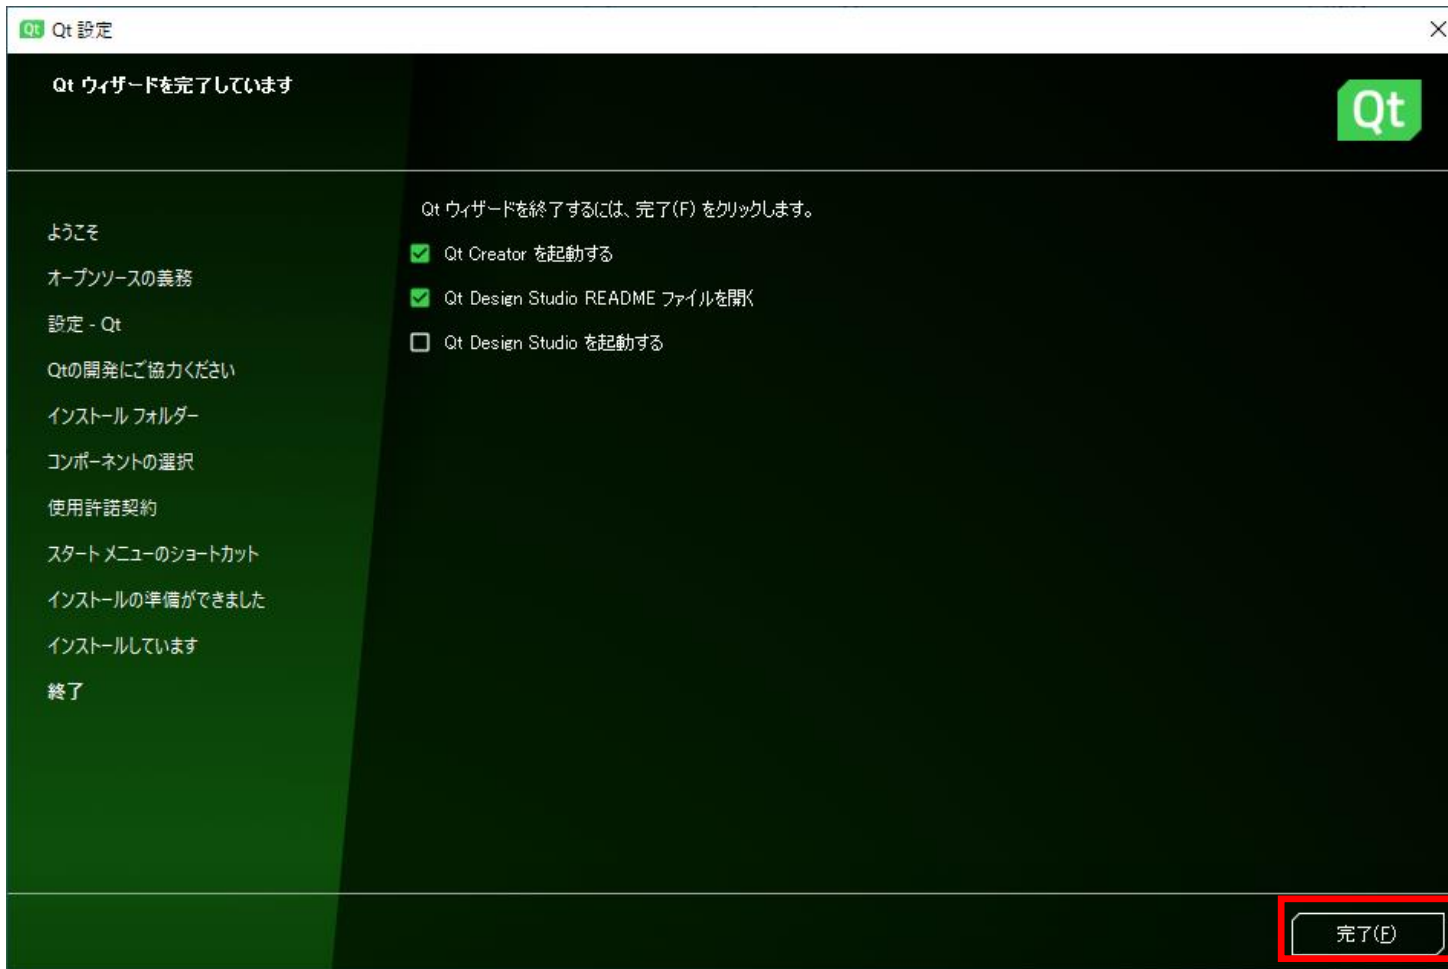 Qt Qt 設定
Qt ウィザードを完了しています
Qt
Qt ウィザードを終了するには、完了(F) をクリックします。
Qt Creator を起動する
Qt Design Studio README ファイルを開く
Qt Design Studio を起動する
ようこそ
オープンソースの義務
設定 - Qt
Qtの開発にご協力ください
インストール フォルダー
コンポーネントの選択
使用許諾契約
スタート メニューのショートカット
インストールの準備ができました
インストールしています
終了
完了(F)